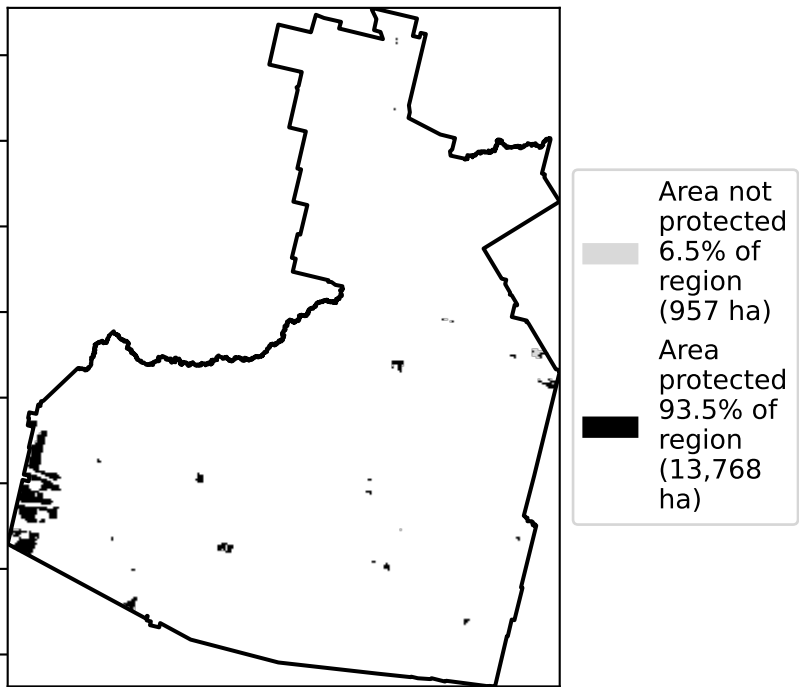 Area not
protected
6.5% of
region
(957 ha)
Area
protected
93.5% of
region
(13,768
ha)